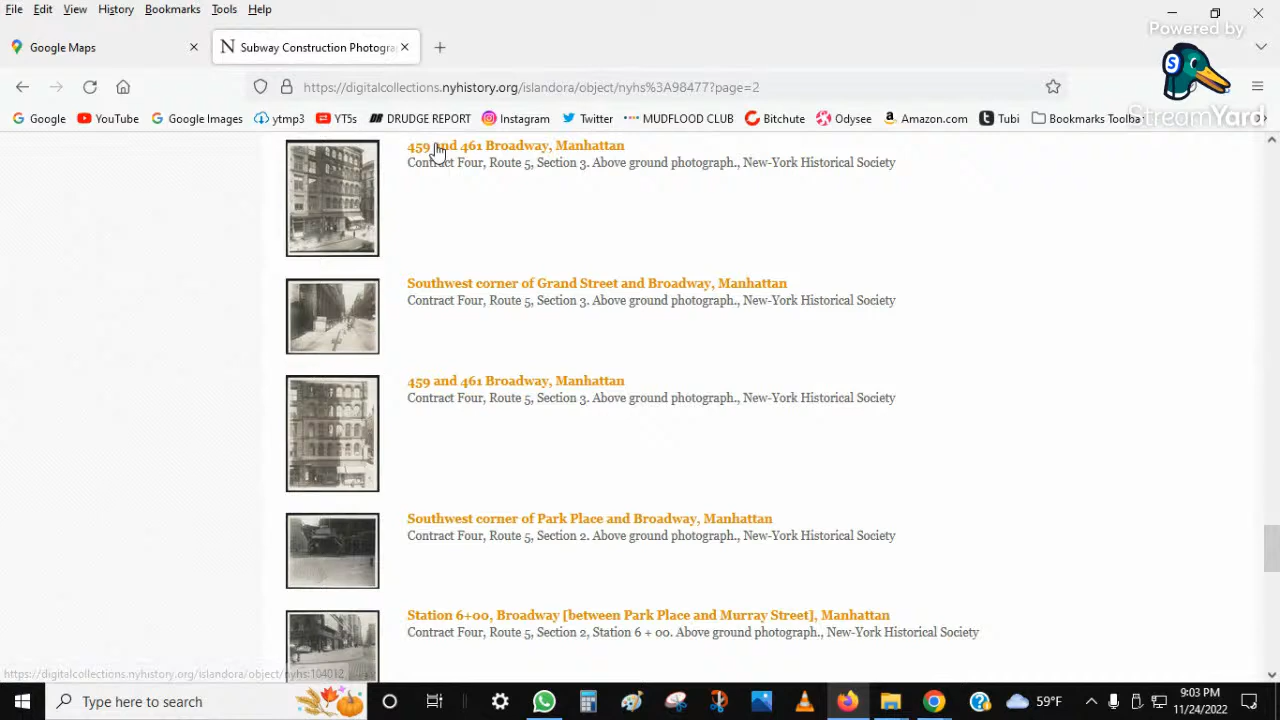 File Edit View History Bookmarks Tools Help
Powered by
Google Maps
N Subway Construction Photogra
https://digitalcollections.nyhistory.org/islandora/object/nyhs%3A98477?page=2
StreamYard
Google YouTube Google Images ytmp3 YT5s DRUDGE REPORT Instagram Twitter MUDFLOOD CLUB Bitchute Odysee Amazon.com Tubi Bookmarks Toolba
459 and 461 Broadway, Manhattan
Contract Four, Route 5, Section 3. Above ground photograph., New-York Historical Society
Southwest corner of Grand Street and Broadway, Manhattan
Contract Four, Route 5, Section 3. Above ground photograph., New-York Historical Society
459 and 461 Broadway, Manhattan
Contract Four, Route 5, Section 3. Above ground photograph., New-York Historical Society
Southwest corner of Park Place and Broadway, Manhattan
Contract Four, Route 5, Section 2. Above ground photograph., New-York Historical Society
Station 6+00, Broadway [between Park Place and Murray Street], Manhattan
Contract Four, Route 5, Section 2, Station 6 + 00. Above ground photograph., New-York Historical Society
https://digitalcollections.nyhistory.org/islandora/object/nyhs:104012
Type here to search
59°F
9:03 PM
11/24/2022